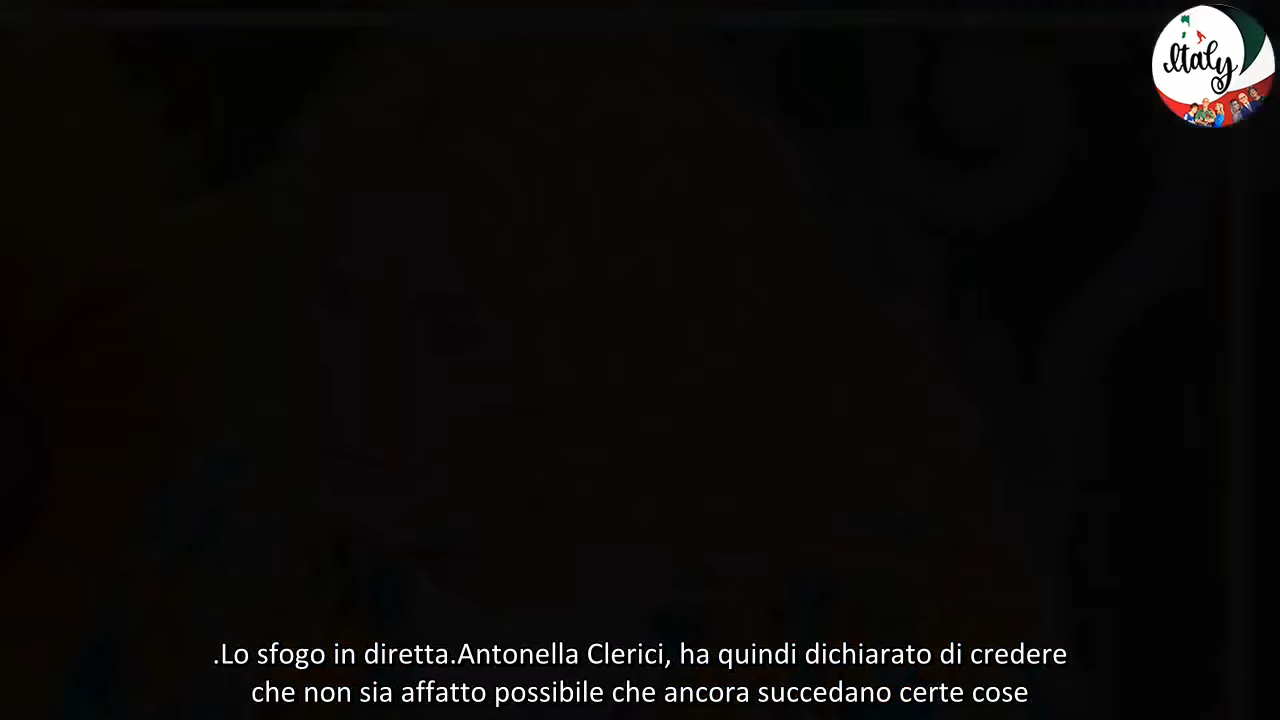 Italy
.Lo sfogo in diretta.Antonella Clerici, ha quindi dichiarato di credere
che non sia affatto possibile che ancora succedano certe cose